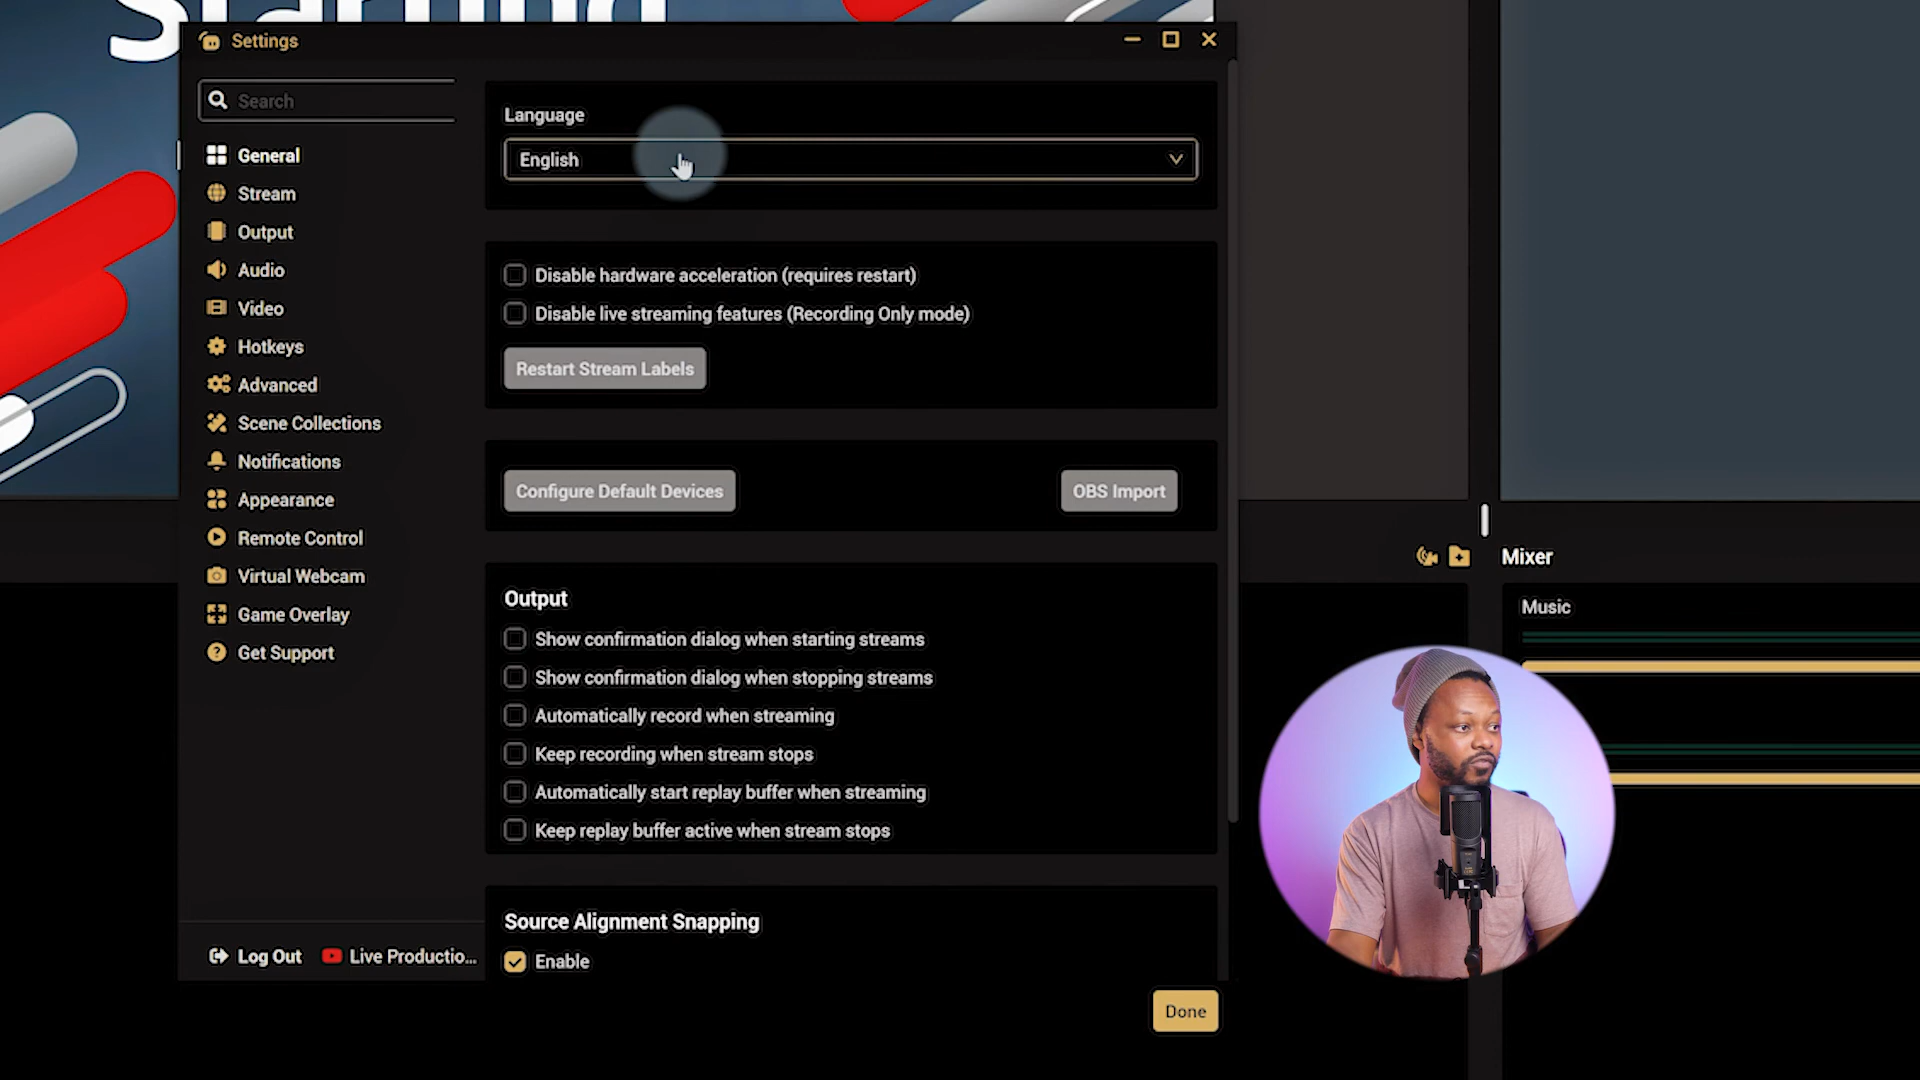 Starting
Settings
Search
General
Stream
Output
Audio
Video
Hotkeys
Advanced
Scene Collections
Notifications
Appearance
Remote Control
Virtual Webcam
Game Overlay
Get Support
Log Out
Live Productio...
Language
English
Disable hardware acceleration (requires restart)
Disable live streaming features (Recording Only mode)
Restart Stream Labels
Configure Default Devices
OBS Import
Output
Show confirmation dialog when starting streams
Show confirmation dialog when stopping streams
Automatically record when streaming
Keep recording when stream stops
Automatically start replay buffer when streaming
Keep replay buffer active when stream stops
Source Alignment Snapping
Enable
Done
Mixer
Music